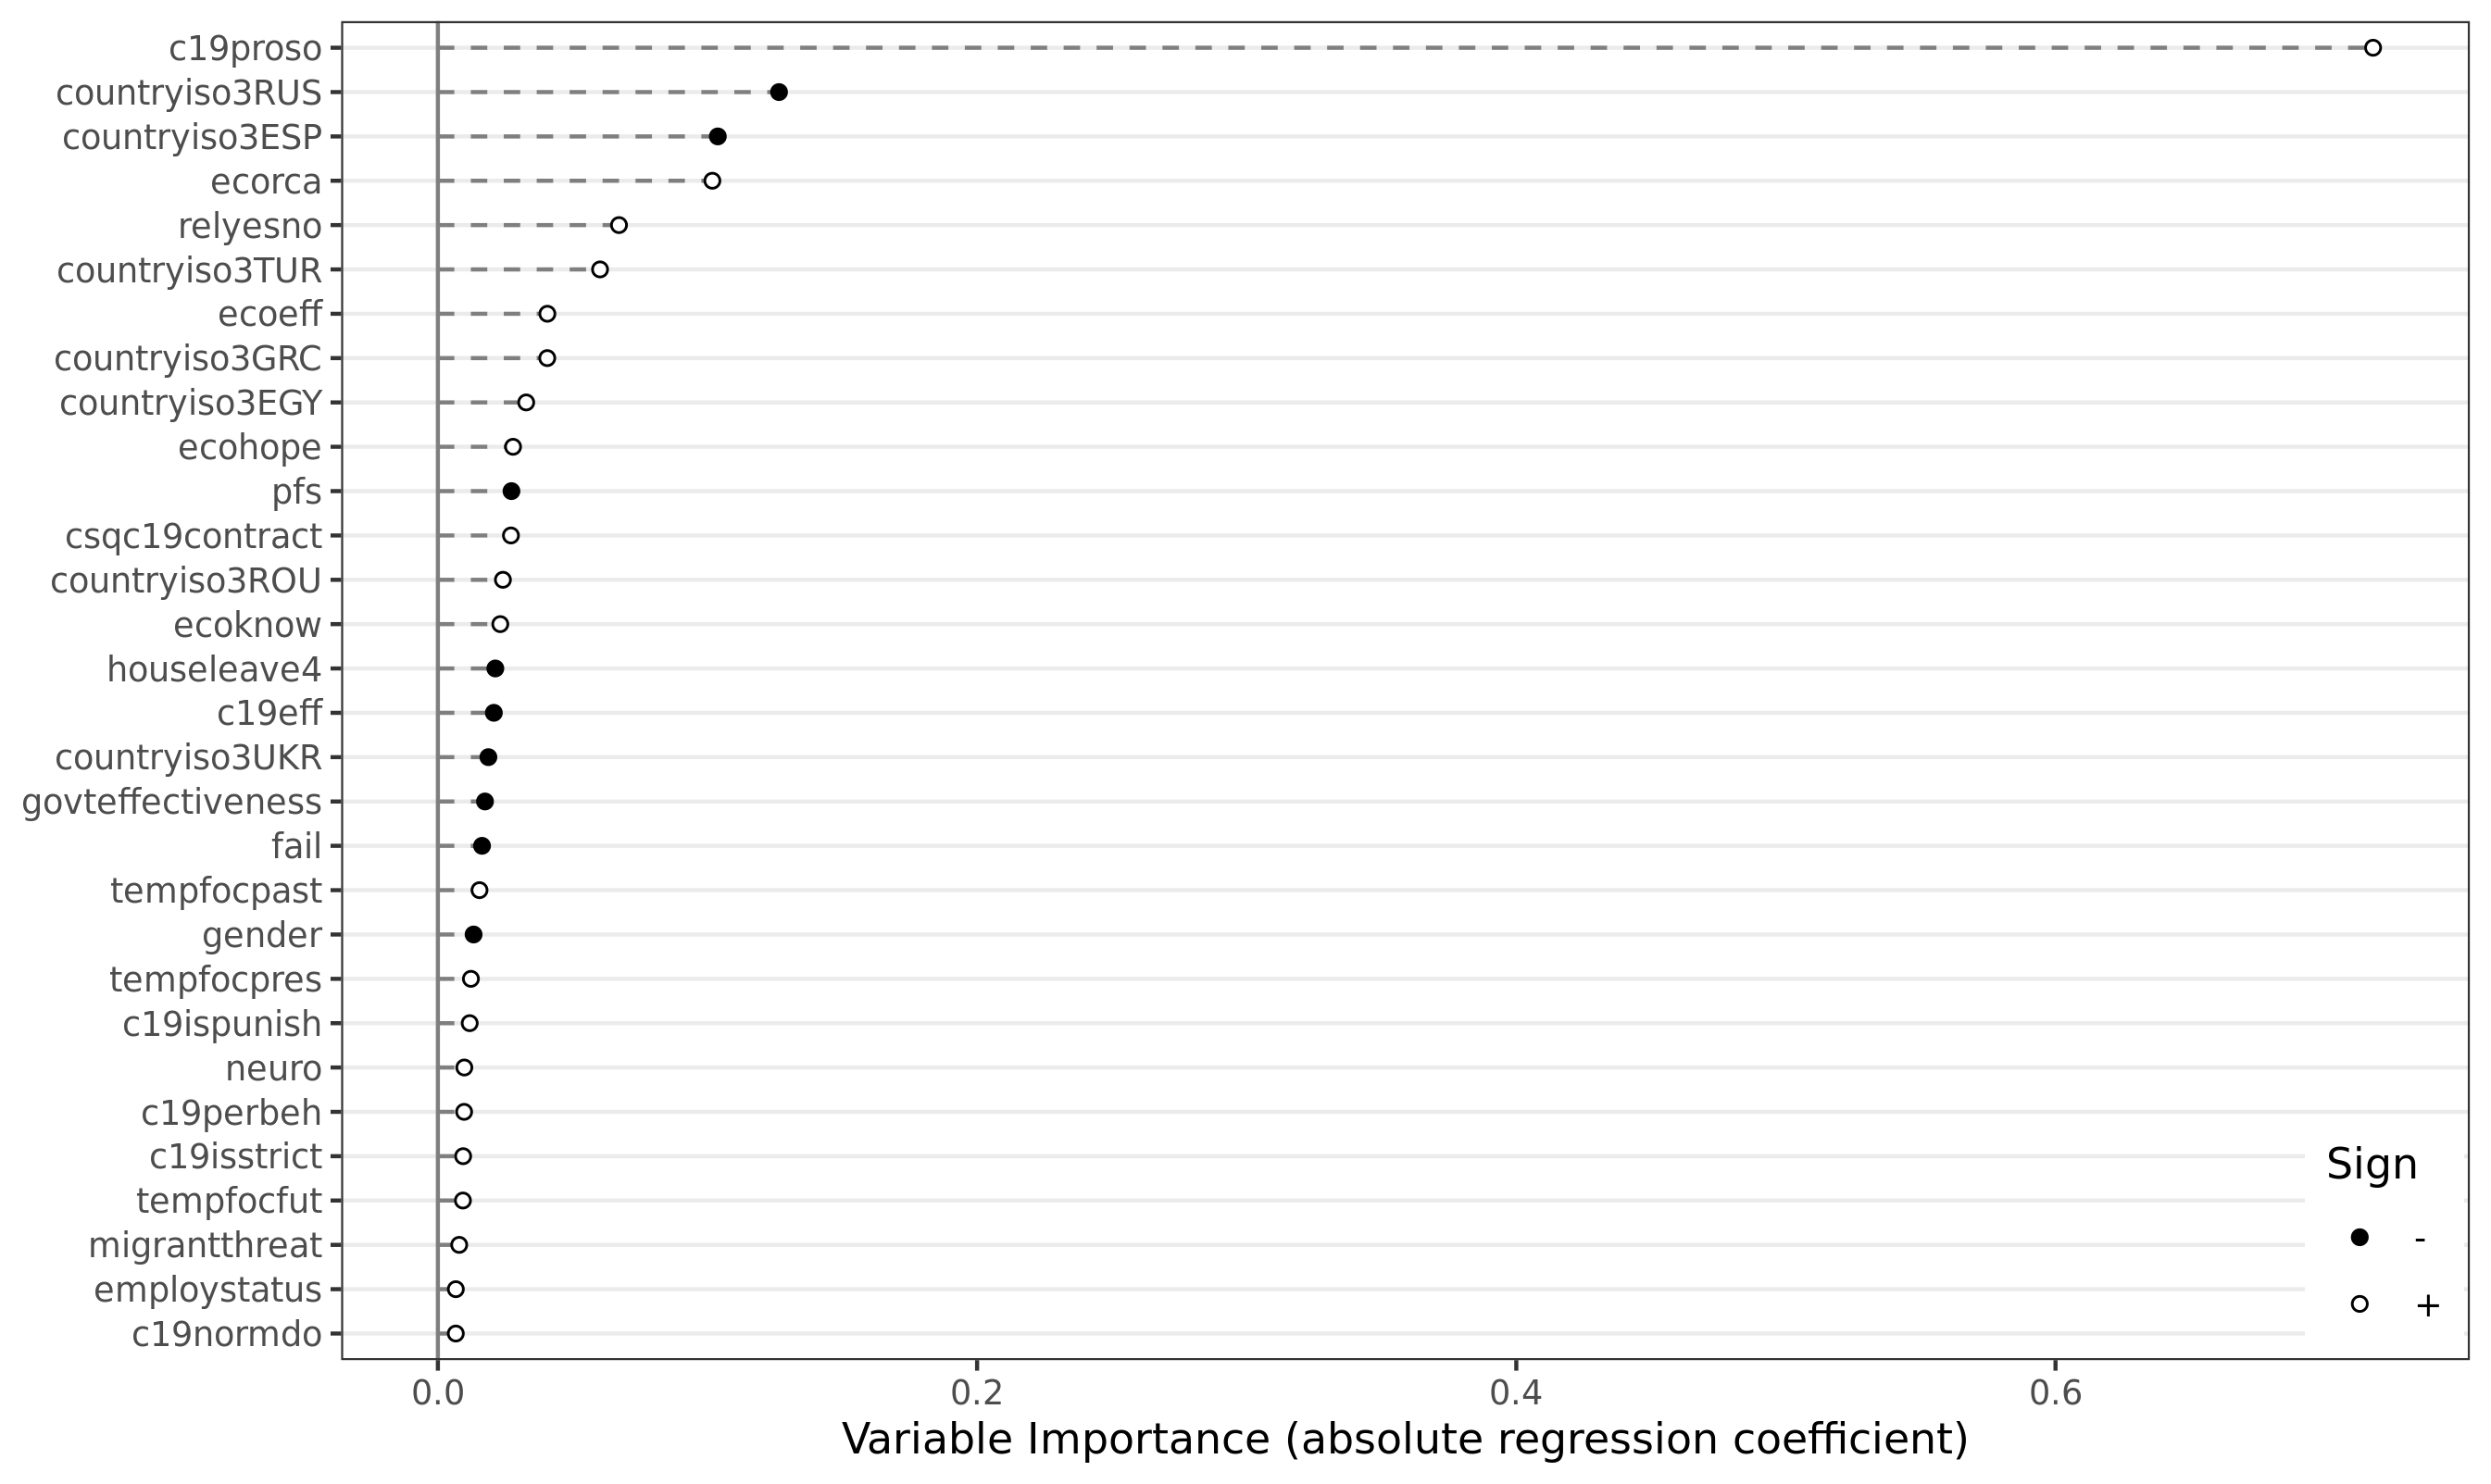 c19proso
countryiso3RUS
countryiso3ESP
ecorca
relyesno
countryiso3TUR
ecoeff
countryiso3GRC
countryiso3EGY
ecohope
pfs
csqc19contract
countryiso3ROU
ecoknow
houseleave4
c19eff
countryiso3UKR
govteffectiveness
fail
tempfocpast
gender
tempfocpres
c19ispunish
neuro
c19perbeh
c19isstrict
tempfocfut
migrantthreat
employstatus
c19normdo
Sign
-
+
0.0 0.2 0.4 0.6
Variable Importance (absolute regression coefficient)